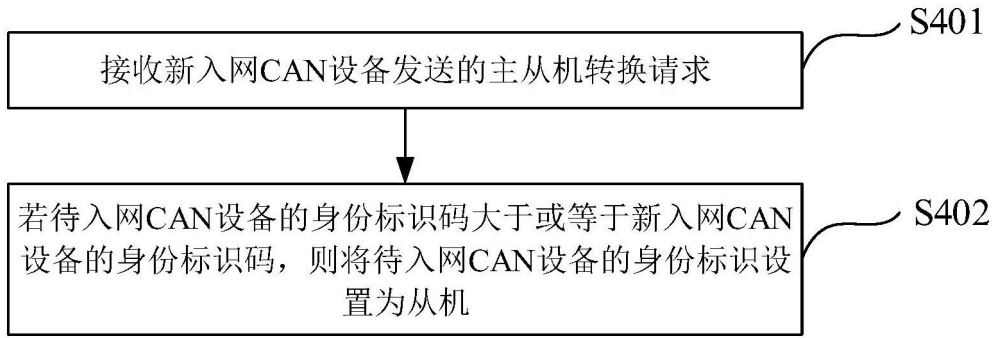 S401
接收新入网CAN设备发送的主从机转换请求
S402
若待入网CAN设备的身份标识码大于或等于新入网CAN
设备的身份标识码，则将待入网CAN设备的身份标识设
置为从机